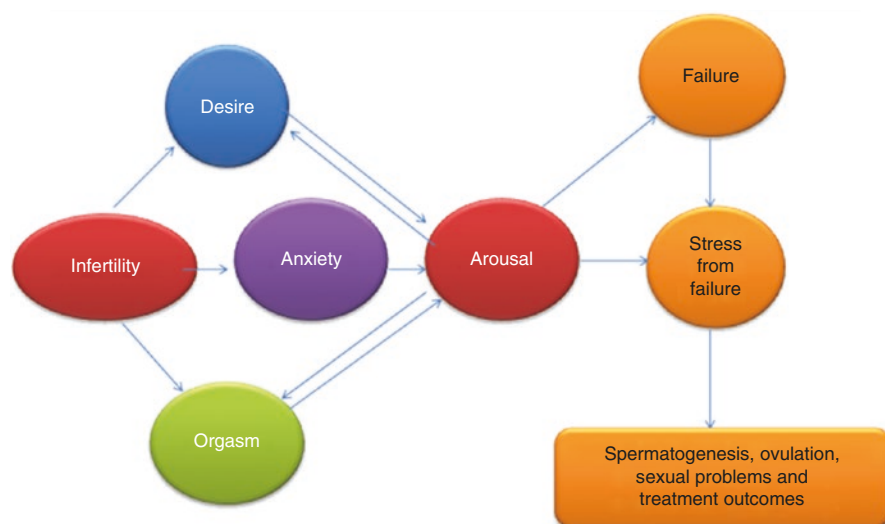 Desire
Failure
Infertility
Anxiety
Arousal
Stress
from
failure
Orgasm
Spermatogenesis, ovulation,
sexual problems and
treatment outcomes